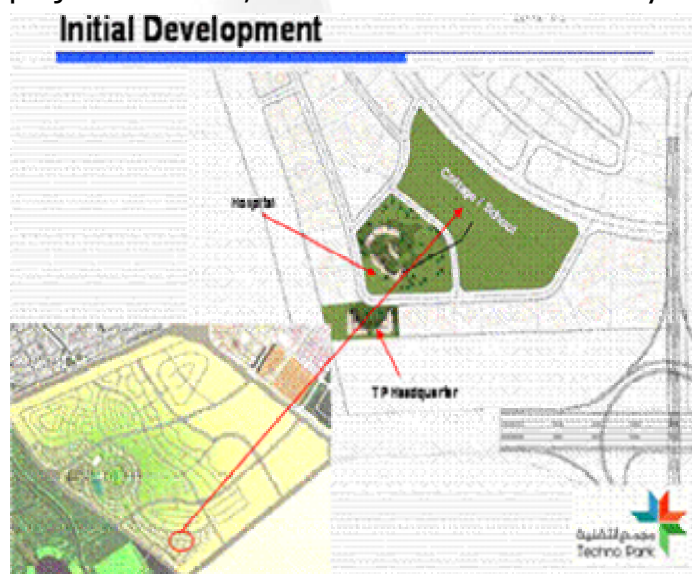 Initial Development
Hospital
College / School
T P Headquarter
مجمع التقنية
Techno Park